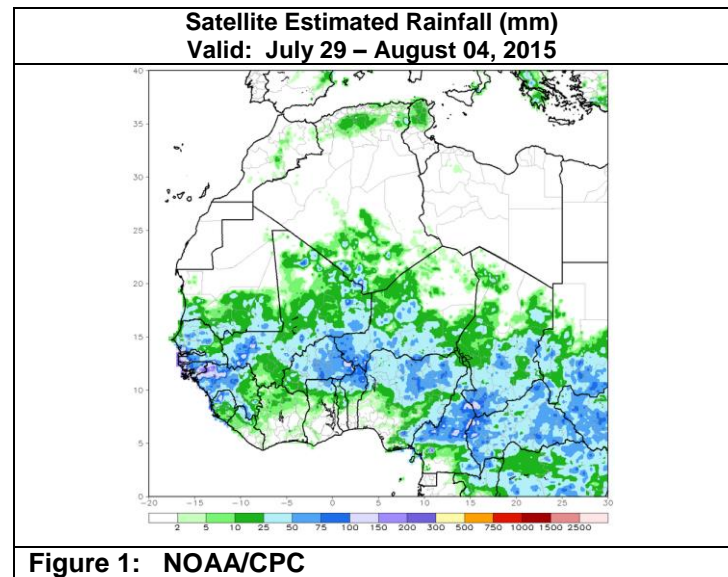 Satellite Estimated Rainfall (mm)
Valid: July 29 – August 04, 2015
40
35
30
25
20
15
10
5
0
-20 -15 -10 -5 0 5 10 15 20 25 30
2 5 10 25 50 75 100 150 200 300 500 750 1000 1500 2500
Figure 1: NOAA/CPC